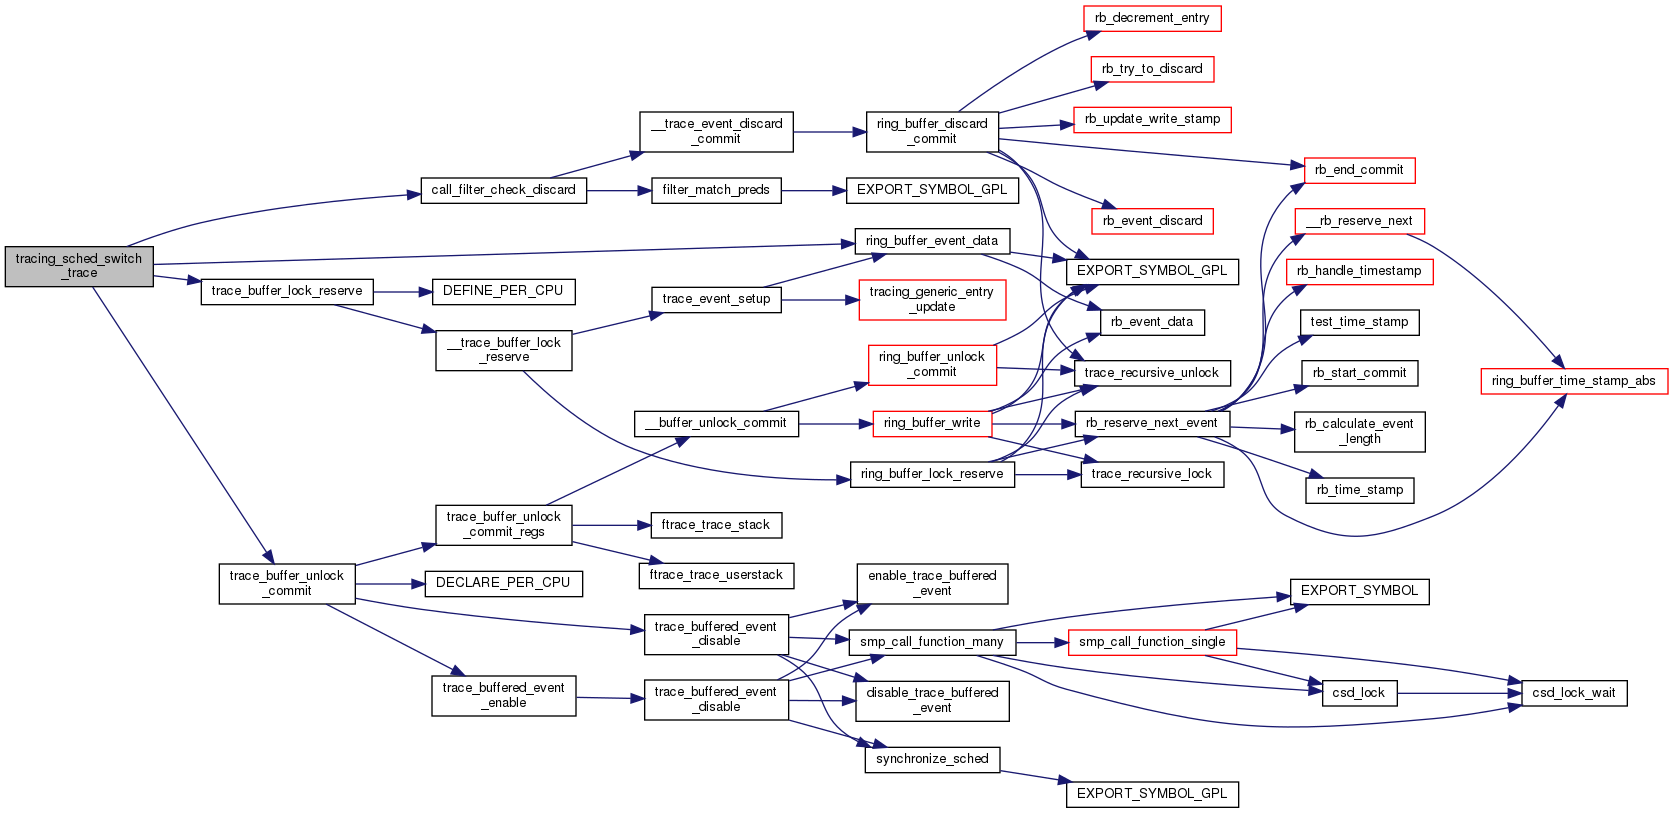 tracing_sched_switch
_trace
call_filter_check_discard
trace_buffer_lock_reserve
trace_buffer_unlock
_commit
DEFINE_PER_CPU
__trace_buffer_lock
_reserve
trace_buffer_unlock
_commit_regs
DECLARE_PER_CPU
trace_buffered_event
_enable
__trace_event_discard
_commit
filter_match_preds
trace_event_setup
__buffer_unlock_commit
ftrace_trace_stack
ftrace_trace_userstack
trace_buffered_event
_disable
trace_buffered_event
_disable
ring_buffer_discard
_commit
EXPORT_SYMBOL_GPL
ring_buffer_event_data
tracing_generic_entry
_update
ring_buffer_unlock
_commit
ring_buffer_write
ring_buffer_lock_reserve
enable_trace_buffered
_event
smp_call_function_many
disable_trace_buffered
_event
synchronize_sched
rb_decrement_entry
rb_try_to_discard
rb_update_write_stamp
rb_event_discard
EXPORT_SYMBOL_GPL
rb_event_data
trace_recursive_unlock
rb_reserve_next_event
trace_recursive_lock
smp_call_function_single
EXPORT_SYMBOL_GPL
rb_end_commit
__rb_reserve_next
rb_handle_timestamp
test_time_stamp
rb_start_commit
rb_calculate_event
_length
rb_time_stamp
EXPORT_SYMBOL
csd_lock
ring_buffer_time_stamp_abs
csd_lock_wait